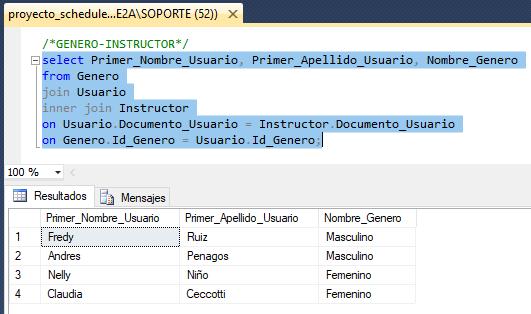 proyecto_schedule...E2A\SOPORTE (52))
/*GENERO-INSTRUCTOR*/
select Primer_Nombre_Usuario, Primer_Apellido_Usuario, Nombre_Genero
from Genero
join Usuario
inner join Instructor
on Usuario.Documento_Usuario = Instructor.Documento_Usuario
on Genero.Id_Genero = Usuario.Id_Genero;
100 %
Resultados Mensajes
Primer_Nombre_Usuario Primer_Apellido_Usuario Nombre_Genero
1 Fredy Ruiz Masculino
2 Andres Penagos Masculino
3 Nelly Niño Femenino
4 Claudia Ceccotti Femenino